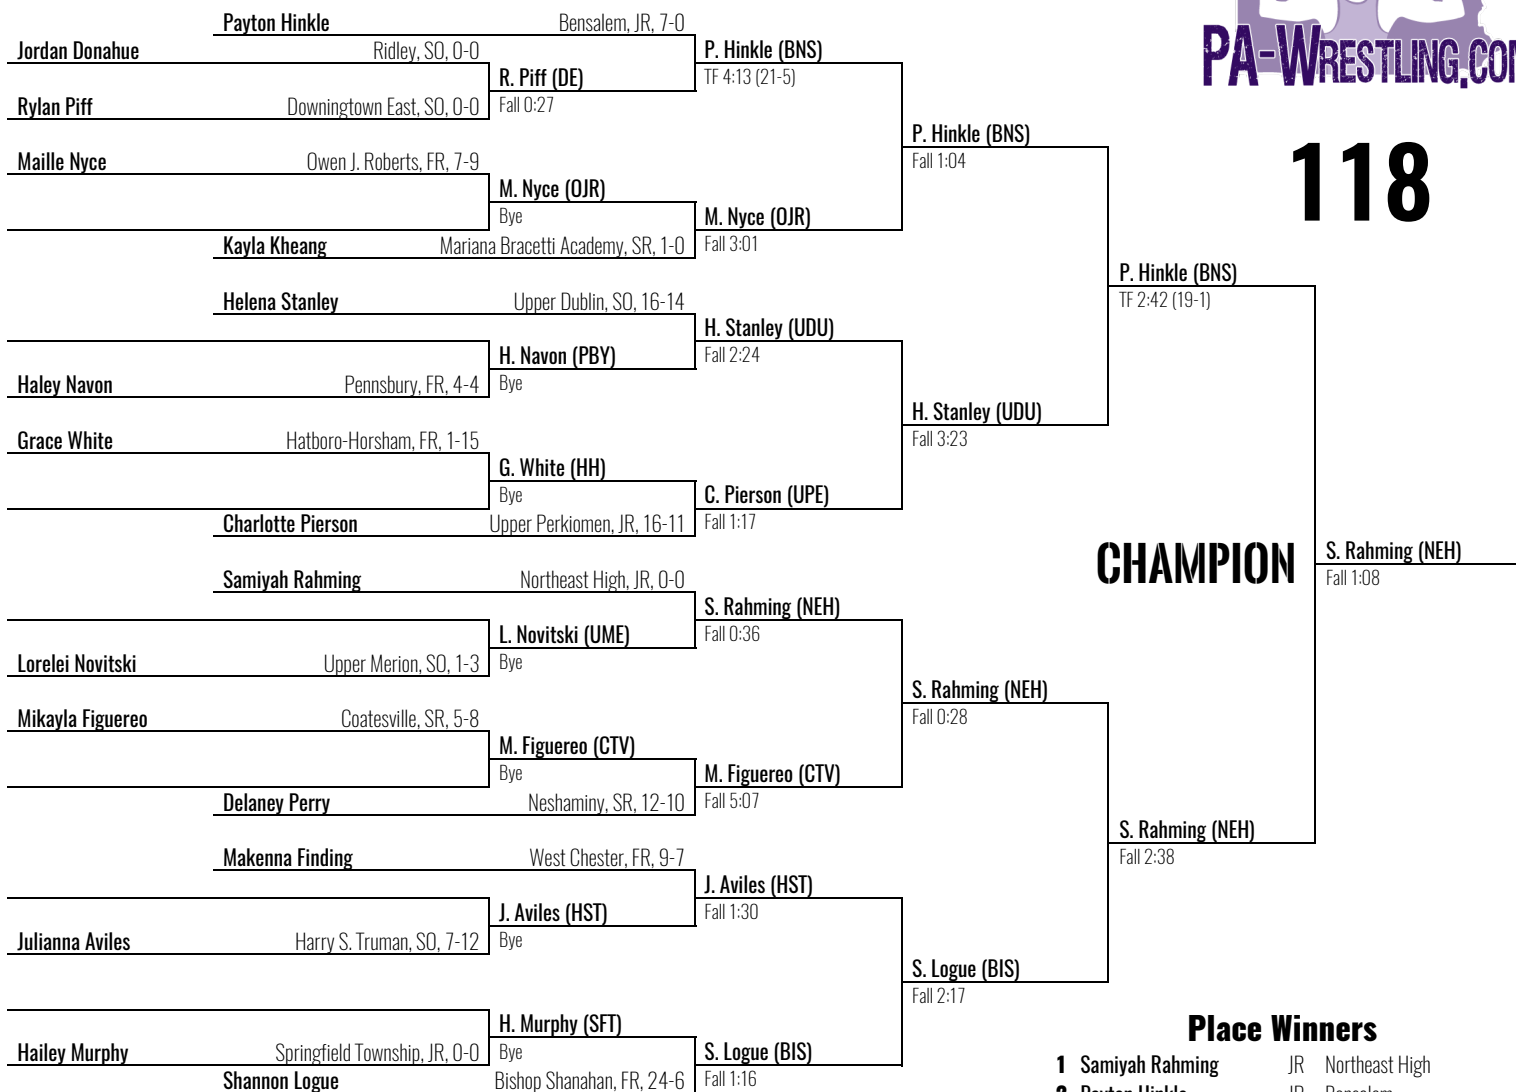 Payton Hinkle Bensalem, JR, 7-0
Jordan Donahue Ridley, SO, 0-0
P. Hinkle (BNS)
TF 4:13 (21-5)
R. Piff (DE)
Fall 0:27
Rylan Piff Downingtown East, SO, 0-0
PA-WRESTLING.CO
118
P. Hinkle (BNS)
Fall 1:04
Maille Nyce Owen J. Roberts, FR, 7-9
M. Nyce (OJR)
Bye
M. Nyce (OJR)
Fall 3:01
Kayla Kheang Mariana Bracetti Academy, SR, 1-0
P. Hinkle (BNS)
TF 2:42 (19-1)
Helena Stanley Upper Dublin, SO, 16-14
H. Stanley (UDU)
Fall 2:24
H. Navon (PBY)
Bye
Haley Navon Pennsbury, FR, 4-4
H. Stanley (UDU)
Fall 3:23
Grace White Hatboro-Horsham, FR, 1-15
G. White (HH)
Bye
C. Pierson (UPE)
Fall 1:17
Charlotte Pierson Upper Perkiomen, JR, 16-11
CHAMPION
S. Rahming (NEH)
Fall 1:08
Samiyah Rahming Northeast High, JR, 0-0
S. Rahming (NEH)
Fall 0:36
L. Novitski (UME)
Bye
Lorelei Novitski Upper Merion, SO, 1-3
S. Rahming (NEH)
Fall 0:28
Mikayla Figuereo Coatesville, SR, 5-8
M. Figuereo (CTV)
Bye
M. Figuereo (CTV)
Fall 5:07
Delaney Perry Neshaminy, SR, 12-10
S. Rahming (NEH)
Fall 2:38
Makenna Finding West Chester, FR, 9-7
J. Aviles (HST)
Fall 1:30
J. Aviles (HST)
Bye
Julianna Aviles Harry S. Truman, SO, 7-12
S. Logue (BIS)
Fall 2:17
H. Murphy (SFT)
Bye
Hailey Murphy Springfield Township, JR, 0-0
S. Logue (BIS)
Fall 1:16
Shannon Logue Bishop Shanahan, FR, 24-6
Place Winners
1 Samiyah Rahming JR Northeast High
2 Payton Hinkle JR Bensalem